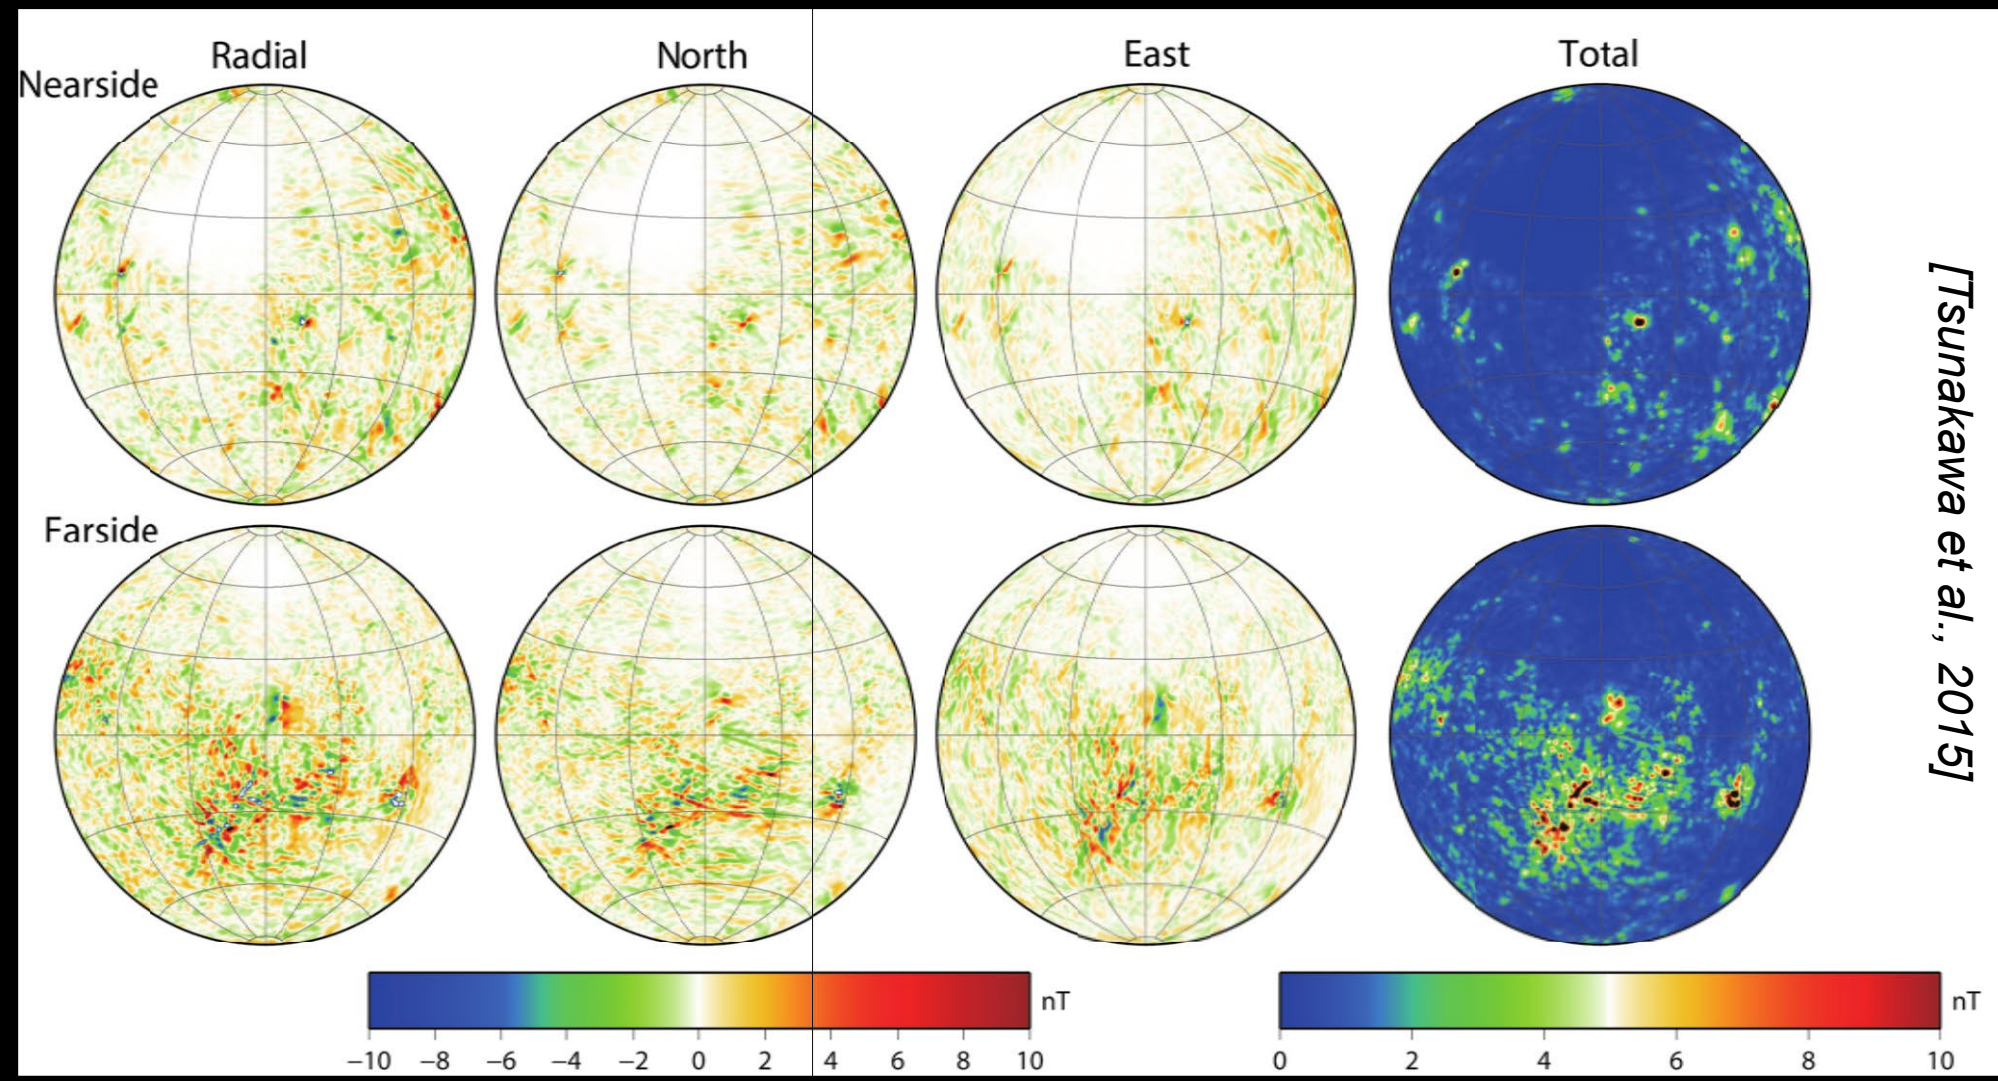 Radial
North
East
Total
Nearside
Farside
[Tsunakawa et al., 2015]
−10 −8 −6 −4 −2 0 2 4 6 8 10 nT
0 2 4 6 8 10 nT